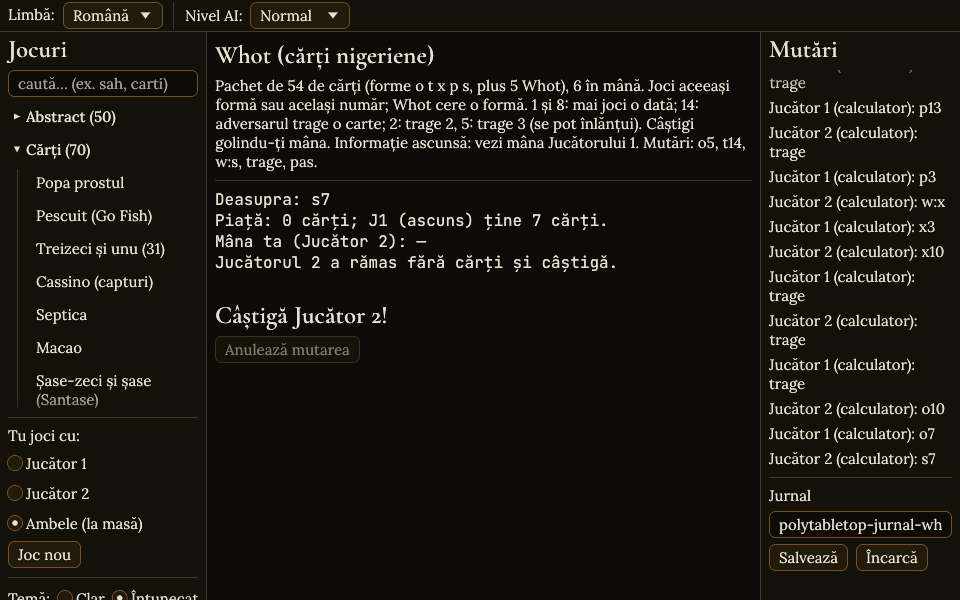 Limbă: Română ▼ Nivel AI: Normal ▼
Jocuri
caută... (ex. sah, carti)
▸ Abstract (50)
▾ Cărți (70)
Popa prostul
Pescuit (Go Fish)
Treizeci și unu (31)
Cassino (capturi)
Septica
Macao
Șase-zeci și șase
(Santase)
Tu joci cu:
Jucător 1
Jucător 2
Ambele (la masă)
Joc nou
Temă: Clar Întunecat
Whot (cărți nigeriene)
Pachet de 54 de cărți (forme o t x p s, plus 5 Whot), 6 în mână. Joci aceeași
formă sau același număr; Whot cere o formă. 1 și 8: mai joci o dată; 14:
adversarul trage o carte; 2: trage 2, 5: trage 3 (se pot înlănțui). Câștigi
golindu-ți mâna. Informație ascunsă: vezi mâna Jucătorului 1. Mutări: o5, t14,
w:s, trage, pas.
Deasupra: s7
Piață: 0 cărți; J1 (ascuns) ține 7 cărți.
Mâna ta (Jucător 2): —
Jucătorul 2 a rămas fără cărți și câștigă.
Câștigă Jucător 2!
Anulează mutarea
Mutări
trage
Jucător 1 (calculator): p13
Jucător 2 (calculator):
trage
Jucător 1 (calculator): p3
Jucător 2 (calculator): w:x
Jucător 1 (calculator): x3
Jucător 2 (calculator): x10
Jucător 1 (calculator):
trage
Jucător 2 (calculator):
trage
Jucător 1 (calculator):
trage
Jucător 2 (calculator): o10
Jucător 1 (calculator): o7
Jucător 2 (calculator): s7
Jurnal
polytabletop-jurnal-wh
Salvează Încarcă